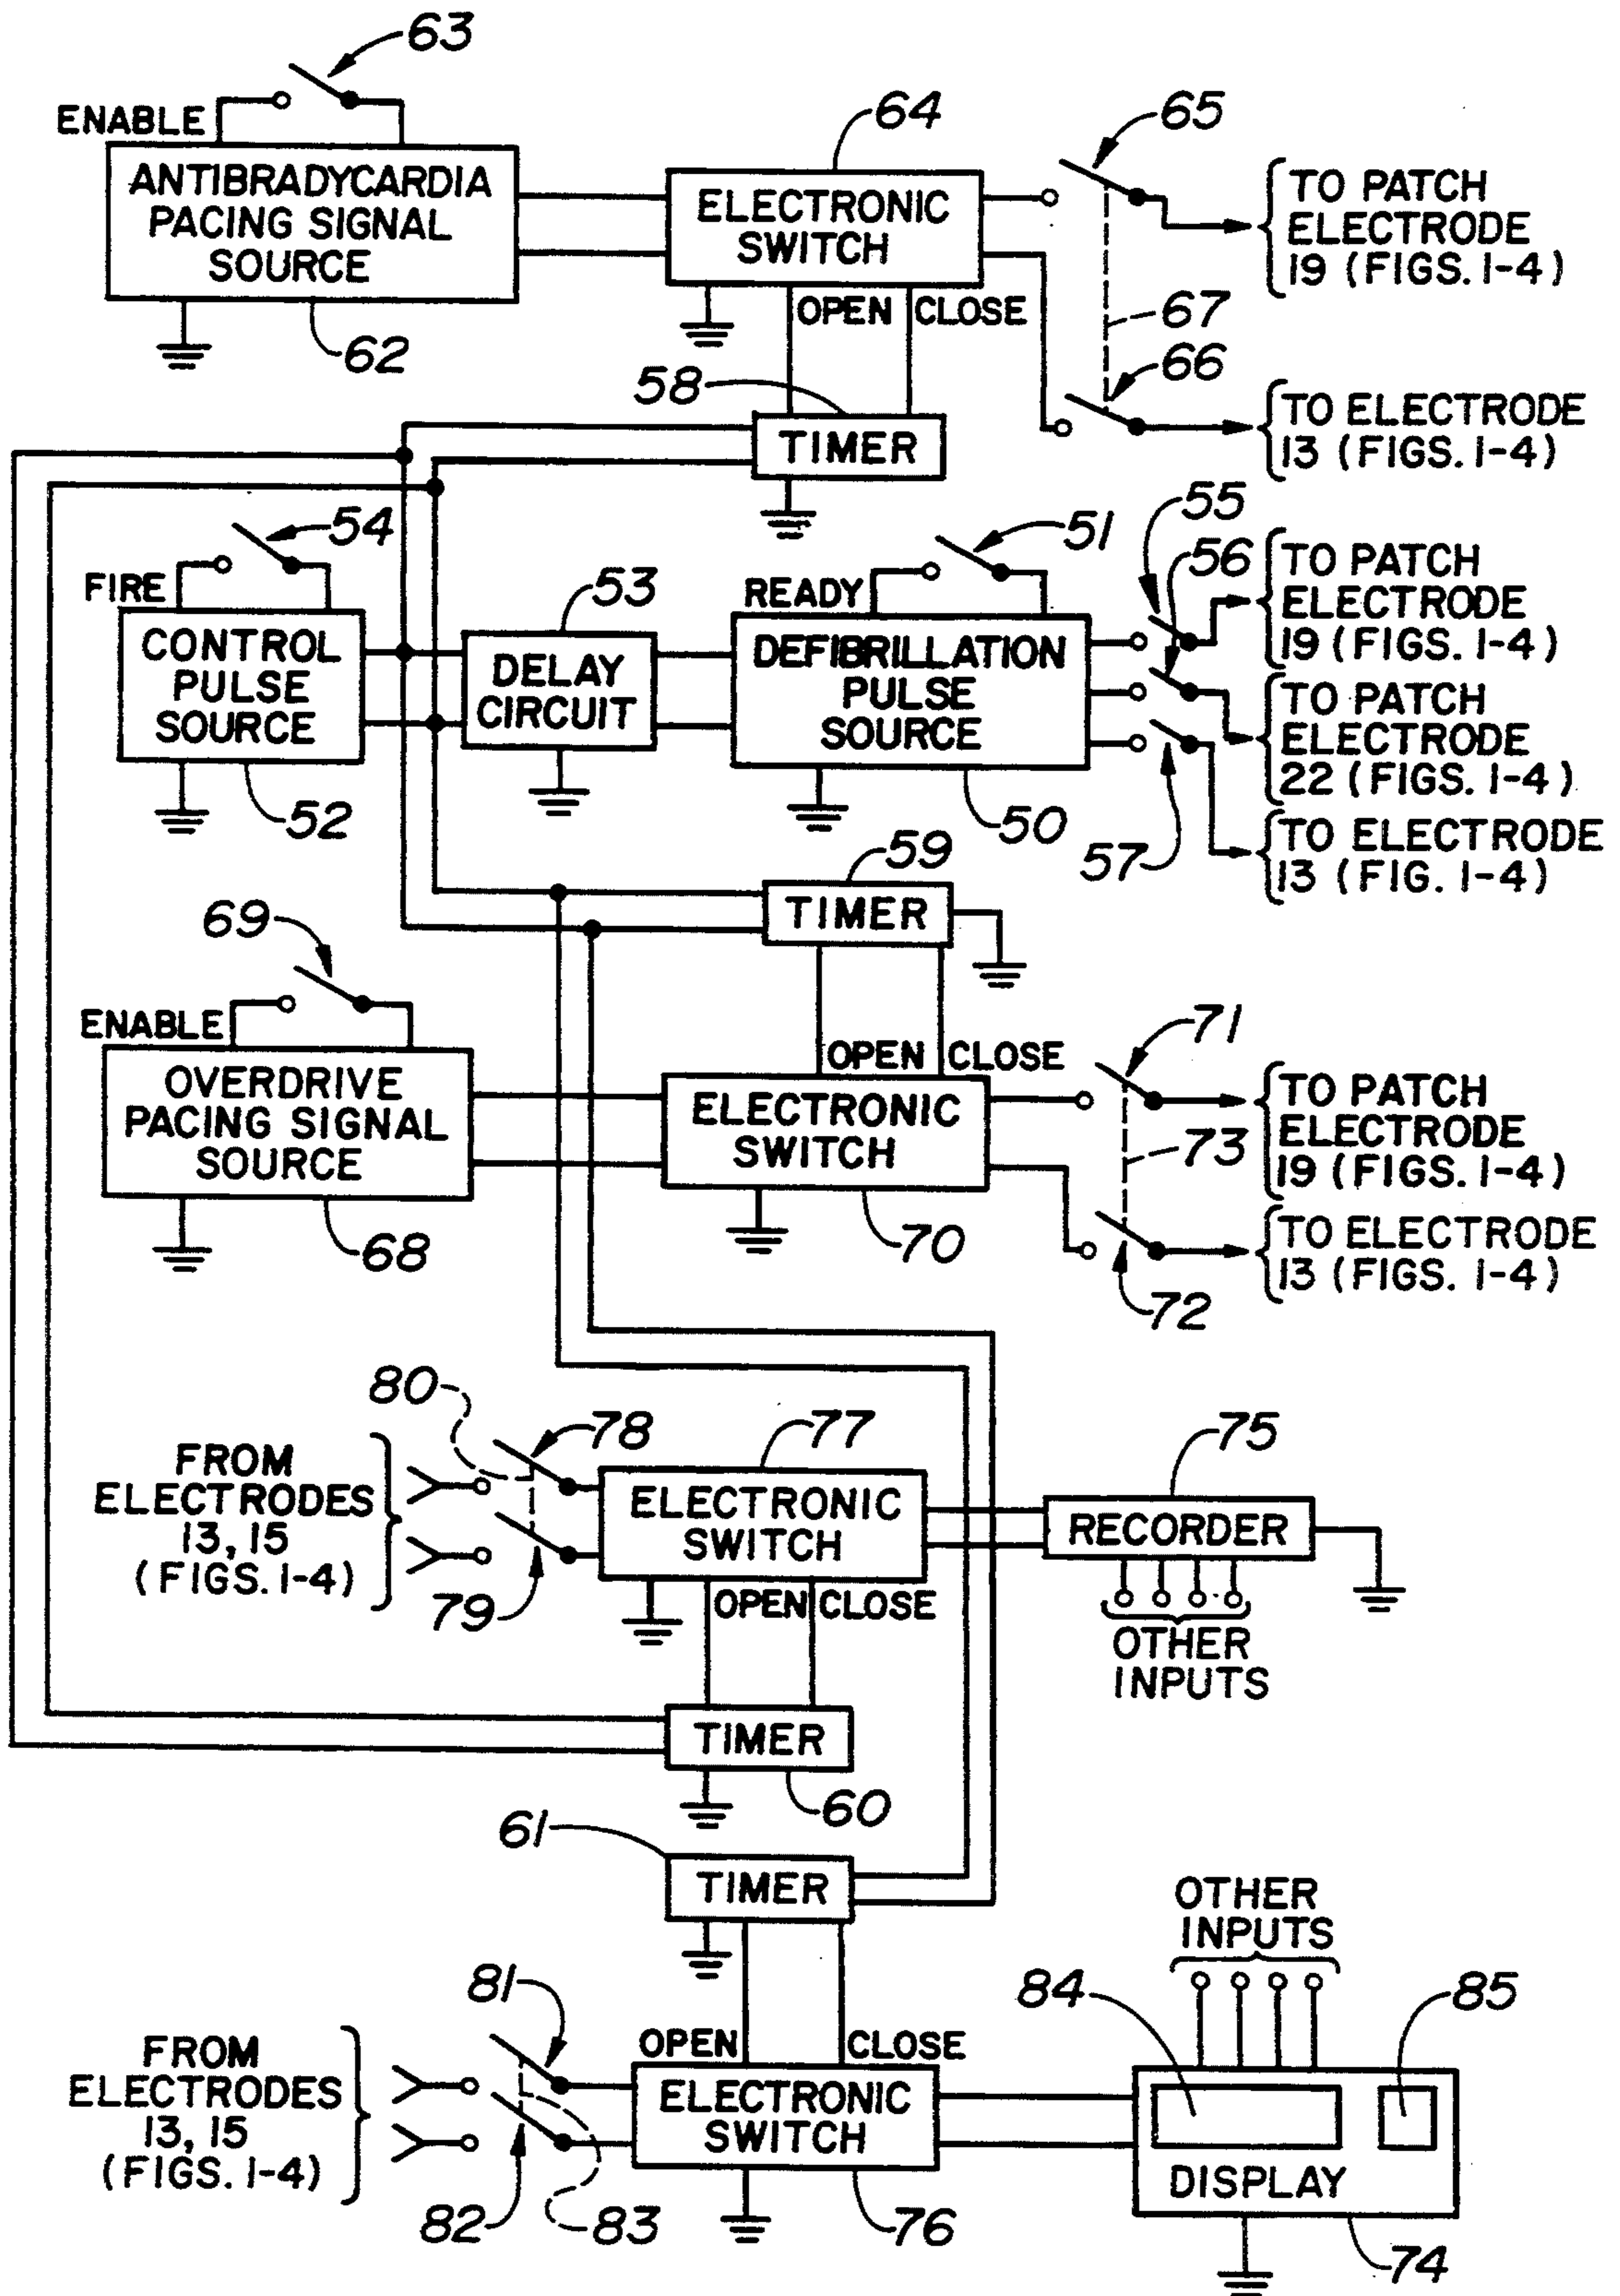 63
ENABLE
ANTIBRADYCARDIA
PACING SIGNAL
SOURCE
62
64
ELECTRONIC
SWITCH
OPEN
CLOSE
65
TO PATCH
ELECTRODE
19 (FIGS. 1-4)
67
66
TO ELECTRODE
13 (FIGS. 1-4)
58
TIMER
54
FIRE
CONTROL
PULSE
SOURCE
52
53
DELAY
CIRCUIT
51
READY
DEFIBRILLATION
PULSE
SOURCE
50
55
56
57
TO PATCH
ELECTRODE
19 (FIGS. 1-4)
TO PATCH
ELECTRODE
22 (FIGS. 1-4)
TO ELECTRODE
13 (FIG. 1-4)
59
TIMER
69
ENABLE
OVERDRIVE
PACING SIGNAL
SOURCE
68
OPEN
CLOSE
ELECTRONIC
SWITCH
70
71
73
72
TO PATCH
ELECTRODE
19 (FIGS. 1-4)
TO ELECTRODE
13 (FIGS. 1-4)
80
78
79
FROM
ELECTRODES
13, 15
(FIGS. 1-4)
77
ELECTRONIC
SWITCH
OPEN
CLOSE
75
RECORDER
OTHER
INPUTS
TIMER
60
61
TIMER
OPEN
CLOSE
81
82
83
FROM
ELECTRODES
13, 15
(FIGS. 1-4)
ELECTRONIC
SWITCH
76
OTHER
INPUTS
84
85
DISPLAY
74